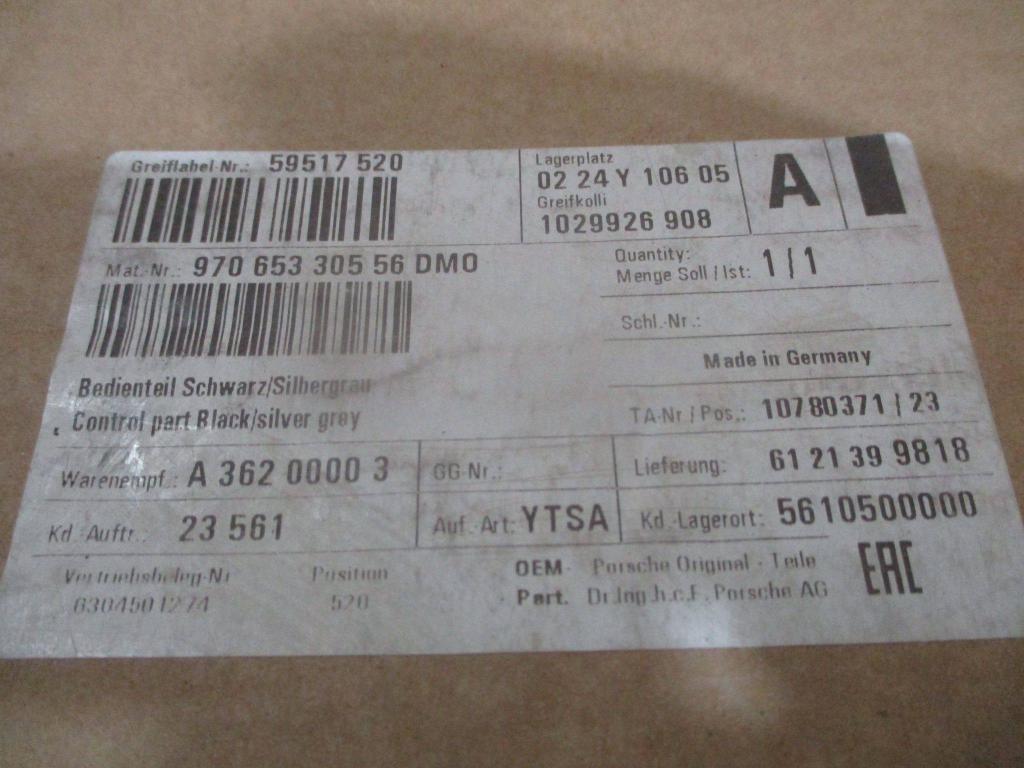 Greiflabel-Nr.: 59517 520
Lagerplatz
02 24 Y 106 05
Greifkolli
1029926 908
A
Mat.-Nr.: 970 653 305 56 DMO
Quantity:
Menge Soll / Ist: 1 / 1
Schl.-Nr.:
Made in Germany
Bedienteil Schwarz/Silbergrau
Control part Black/silver grey
TA-Nr / Pos.: 10780371 / 23
Warenempf.: A 362 0000 3
GG-Nr.:
Lieferung: 61 21 39 9818
Kd.-Auftr.: 23 561
Auf.-Art: YTSA
Kd.-Lagerort: 5610500000
Vertriebsbeleg-Nr
Position
6304501274
520
OEM- Porsche Original - Teile
Part. Dr.Ing.h.c.F. Porsche AG
EAC